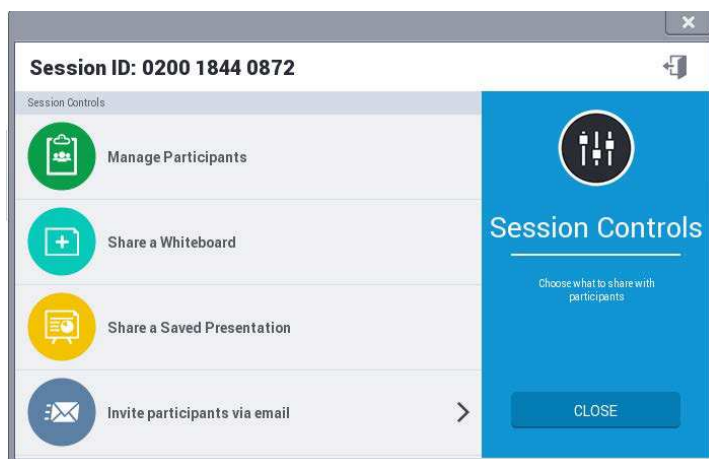 Session ID: 0200 1844 0872
Session Controls
Manage Participants
Share a Whiteboard
Share a Saved Presentation
Invite participants via email
Session Controls
Choose what to share with
participants
CLOSE